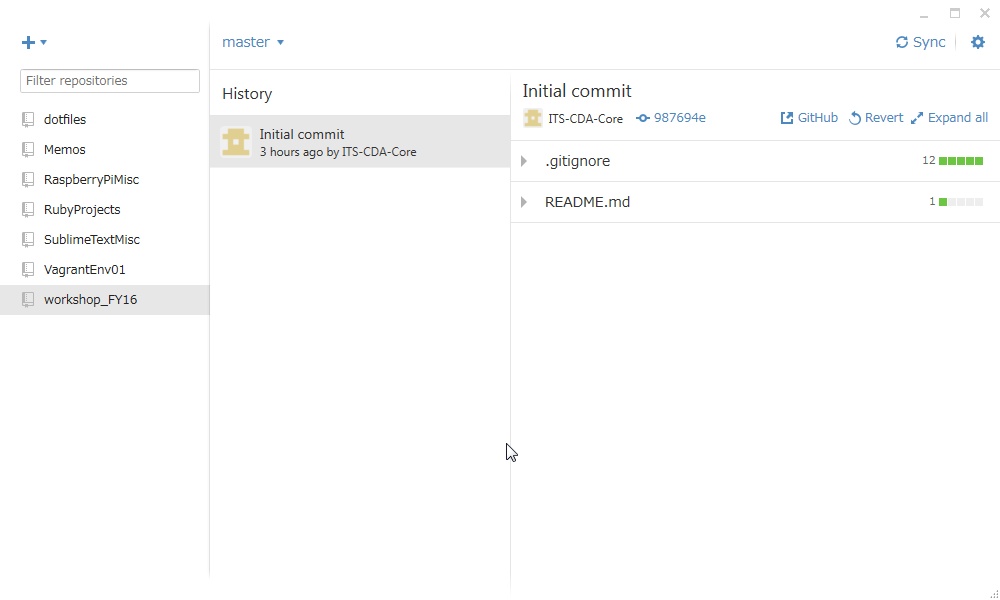 master
Sync
Filter repositories
dotfiles
Memos
RaspberryPiMisc
RubyProjects
SublimeTextMisc
VagrantEnv01
workshop_FY16
History
Initial commit
3 hours ago by ITS-CDA-Core
Initial commit
ITS-CDA-Core 987694e GitHub Revert Expand all
.gitignore 12
README.md 1